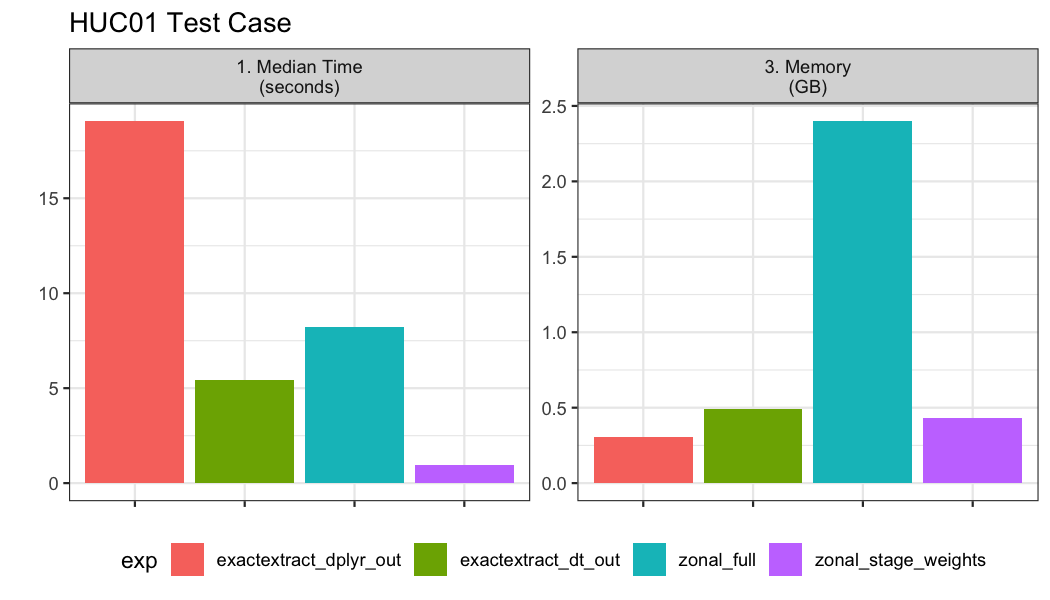 HUC01 Test Case
1. Median Time
(seconds)
3. Memory
(GB)
15
10
5
0
2.5
2.0
1.5
1.0
0.5
0.0
exp exactextract_dplyr_out exactextract_dt_out zonal_full zonal_stage_weights